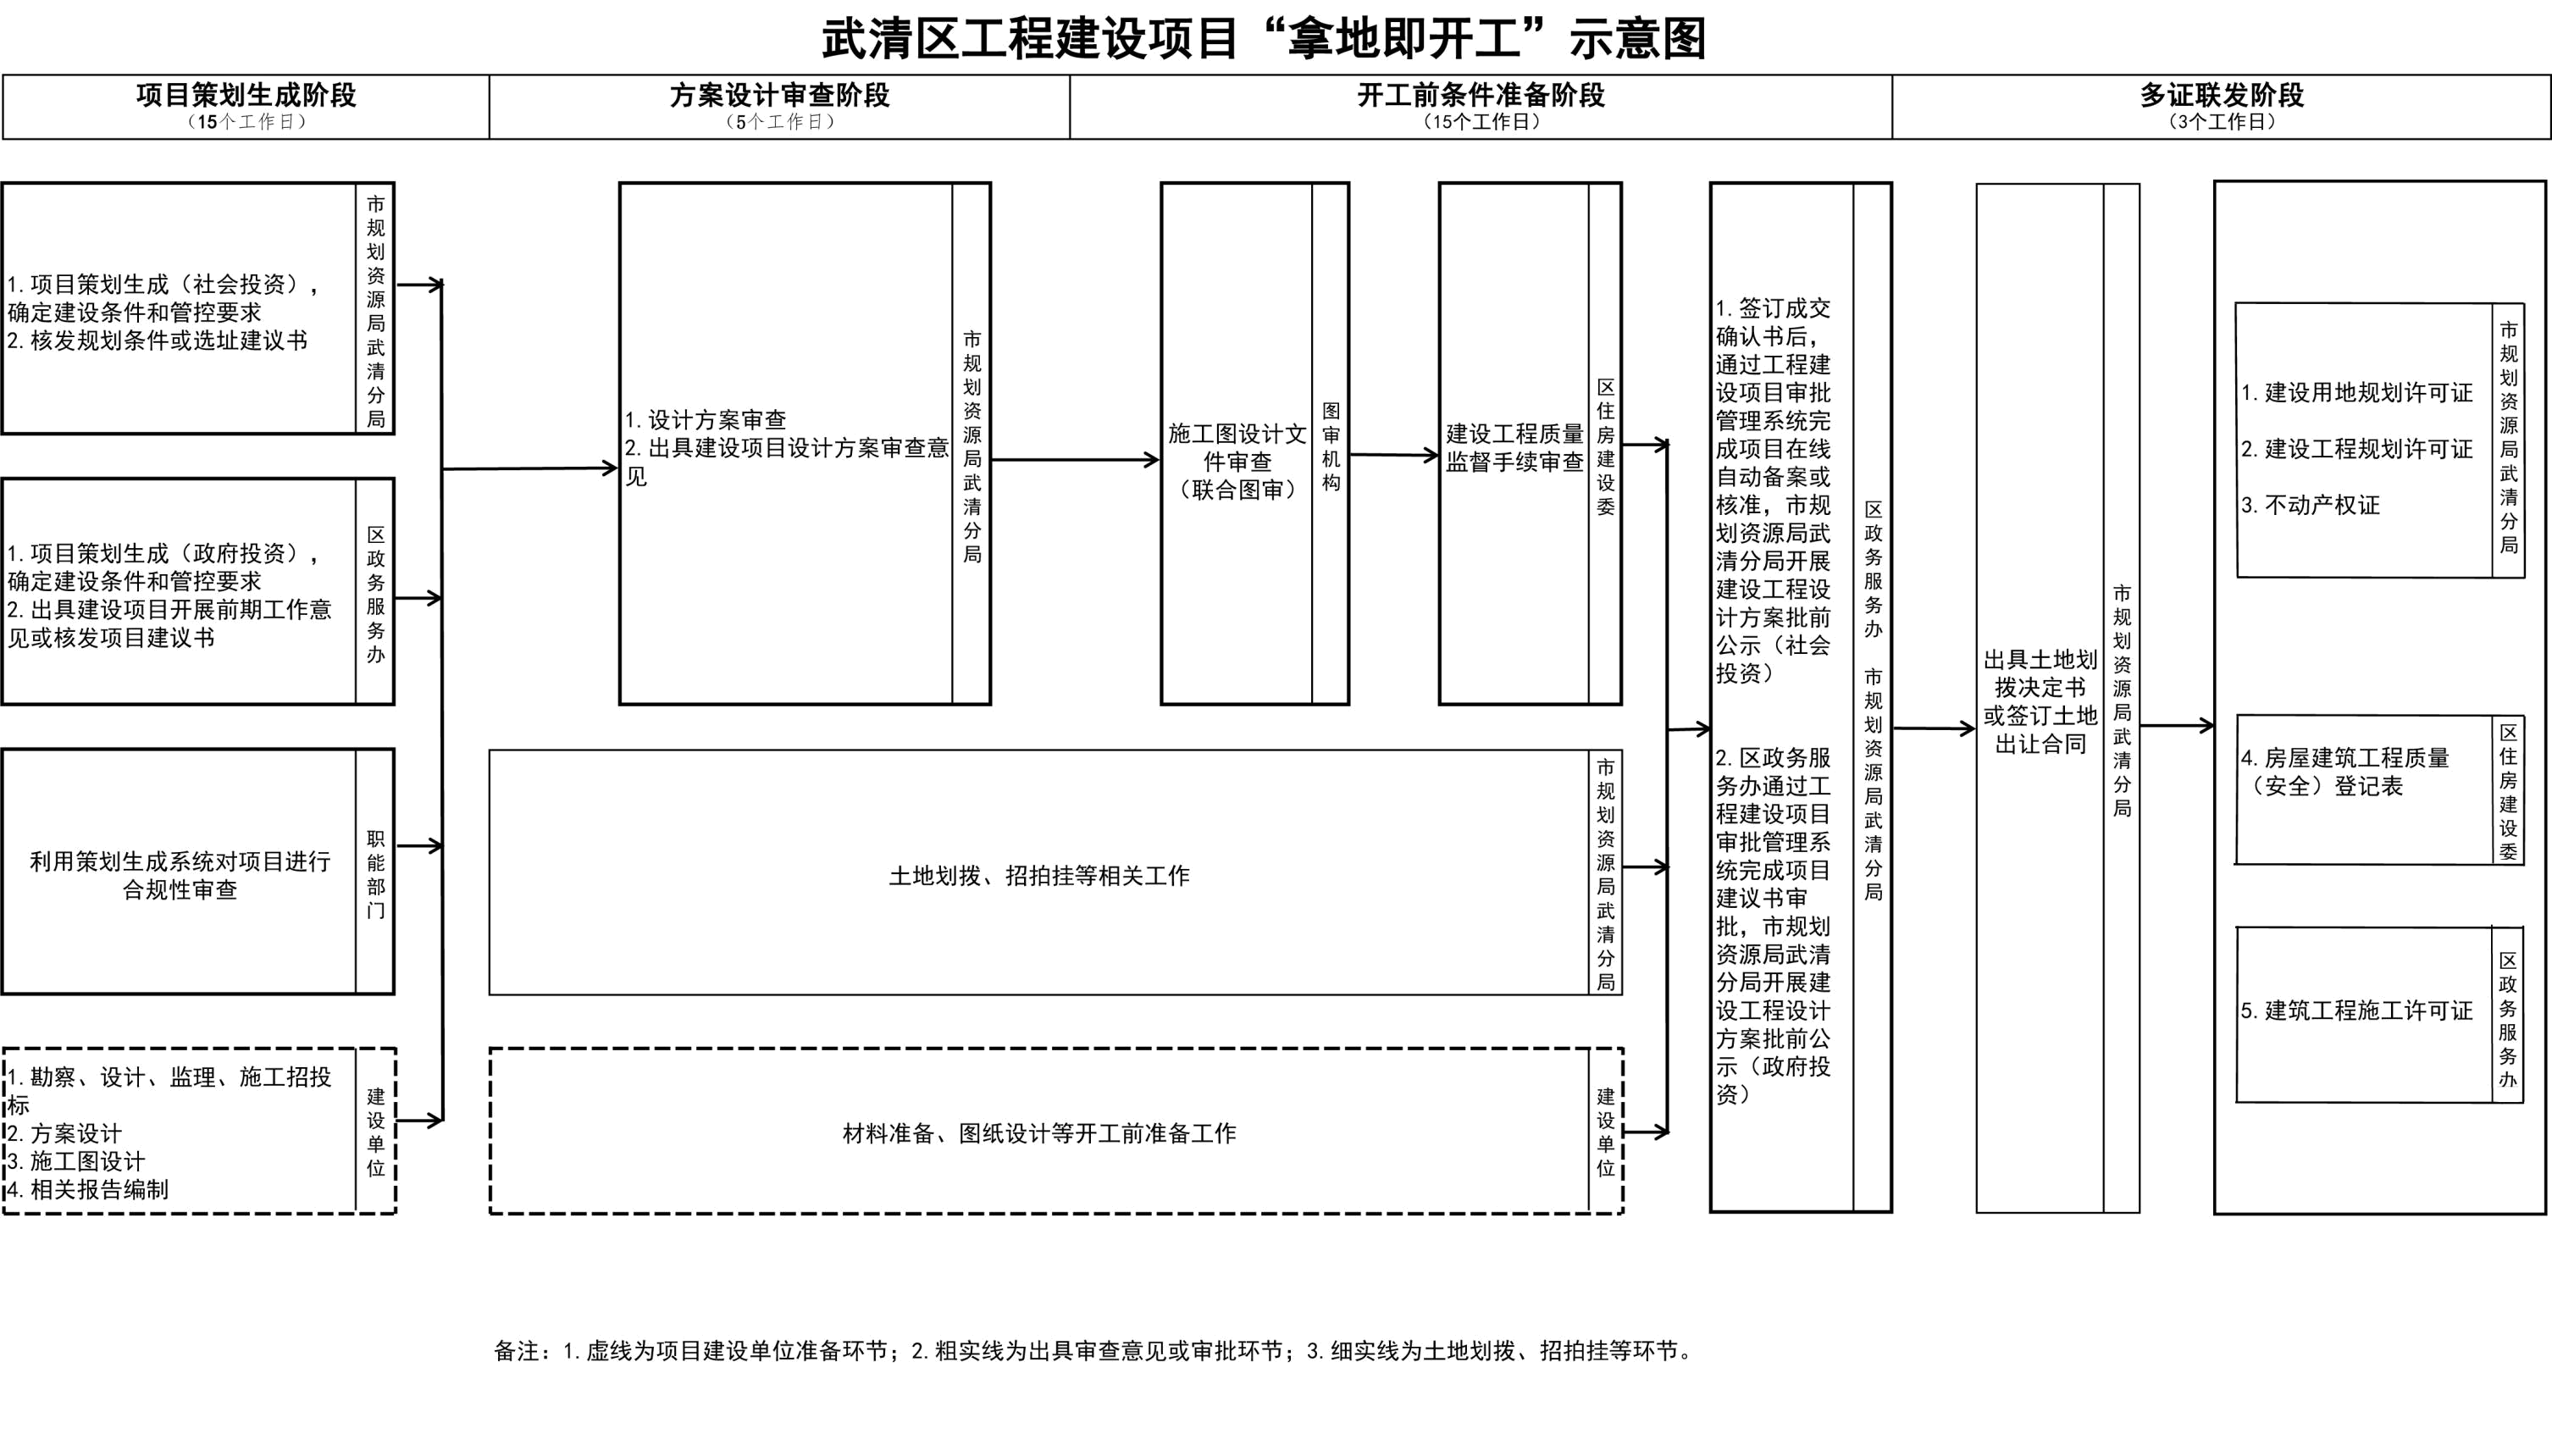 武清区工程建设项目“拿地即开工”示意图
项目策划生成阶段
（15个工作日）
方案设计审查阶段
（5个工作日）
开工前条件准备阶段
（15个工作日）
多证联发阶段
（3个工作日）
1.项目策划生成（社会投资），
确定建设条件和管控要求
2.核发规划条件或选址建议书
市规划资源局武清分局
1.项目策划生成（政府投资），
确定建设条件和管控要求
2.出具建设项目开展前期工作意
见或核发项目建议书
区政务服务办
利用策划生成系统对项目进行
合规性审查
职能部门
1.勘察、设计、监理、施工招投
标
2.方案设计
3.施工图设计
4.相关报告编制
建设单位
1.设计方案审查
2.出具建设项目设计方案审查意
见
市规划资源局武清分局
施工图设计文
件审查
（联合图审）
图审机构
建设工程质量
监督手续审查
区住房建设委
土地划拨、招拍挂等相关工作
市规划资源局武清分局
材料准备、图纸设计等开工前准备工作
建设单位
1.签订成交
确认书后，
通过工程建
设项目审批
管理系统完
成项目在线
自动备案或
核准，市规
划资源局武
清分局开展
建设工程设
计方案批前
公示（社会
投资）
2.区政务服
务办通过工
程建设项目
审批管理系
统完成项目
建议书审
批，市规划
资源局武清
分局开展建
设工程设计
方案批前公
示（政府投
资）
区政务服务办
市规划资源局武清分局
出具土地划
拨决定书
或签订土地
出让合同
市规划资源局武清分局
1.建设用地规划许可证
2.建设工程规划许可证
3.不动产权证
市规划资源局武清分局
4.房屋建筑工程质量
（安全）登记表
区住房建设委
5.建筑工程施工许可证
区政务服务办
备注：1.虚线为项目建设单位准备环节；2.粗实线为出具审查意见或审批环节；3.细实线为土地划拨、招拍挂等环节。